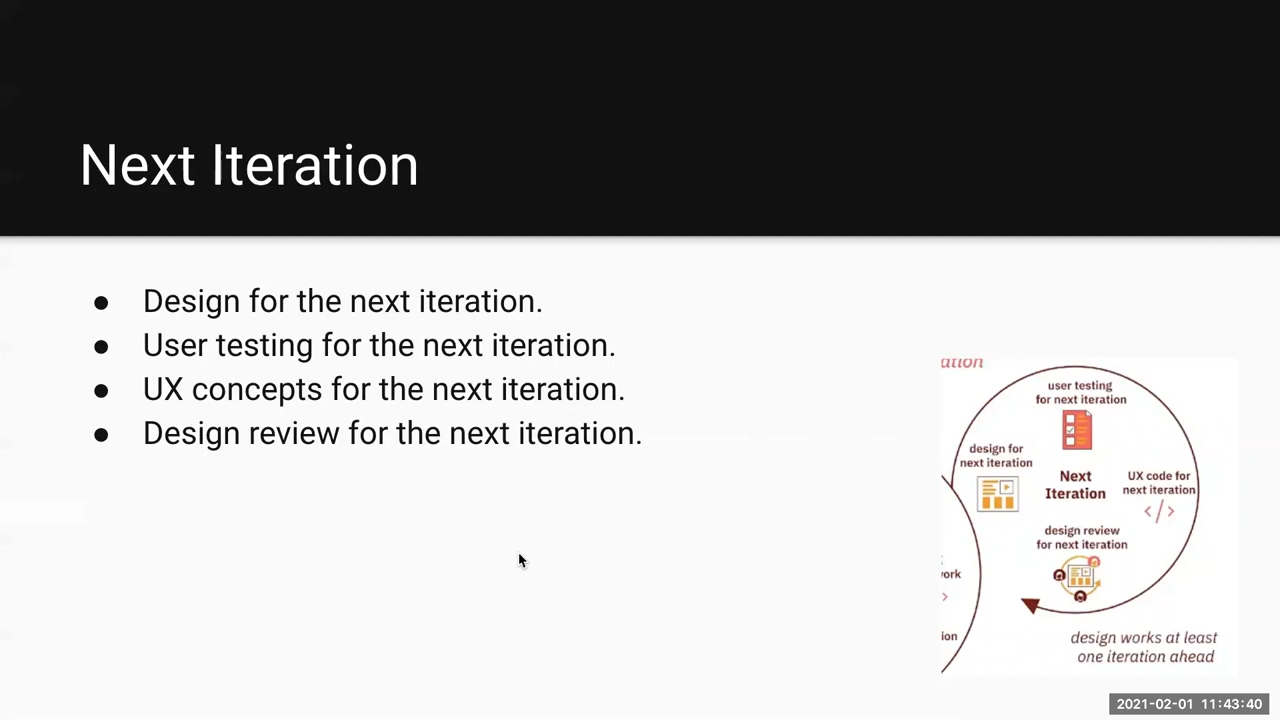 Next Iteration
● Design for the next iteration.
● User testing for the next iteration.
● UX concepts for the next iteration.
● Design review for the next iteration.
ation
user testing
for next iteration
design for
next iteration
Next
Iteration
UX code for
next iteration
</>
design review
for next iteration
work
ion
design works at least
one iteration ahead
2021-02-01 11:43:40